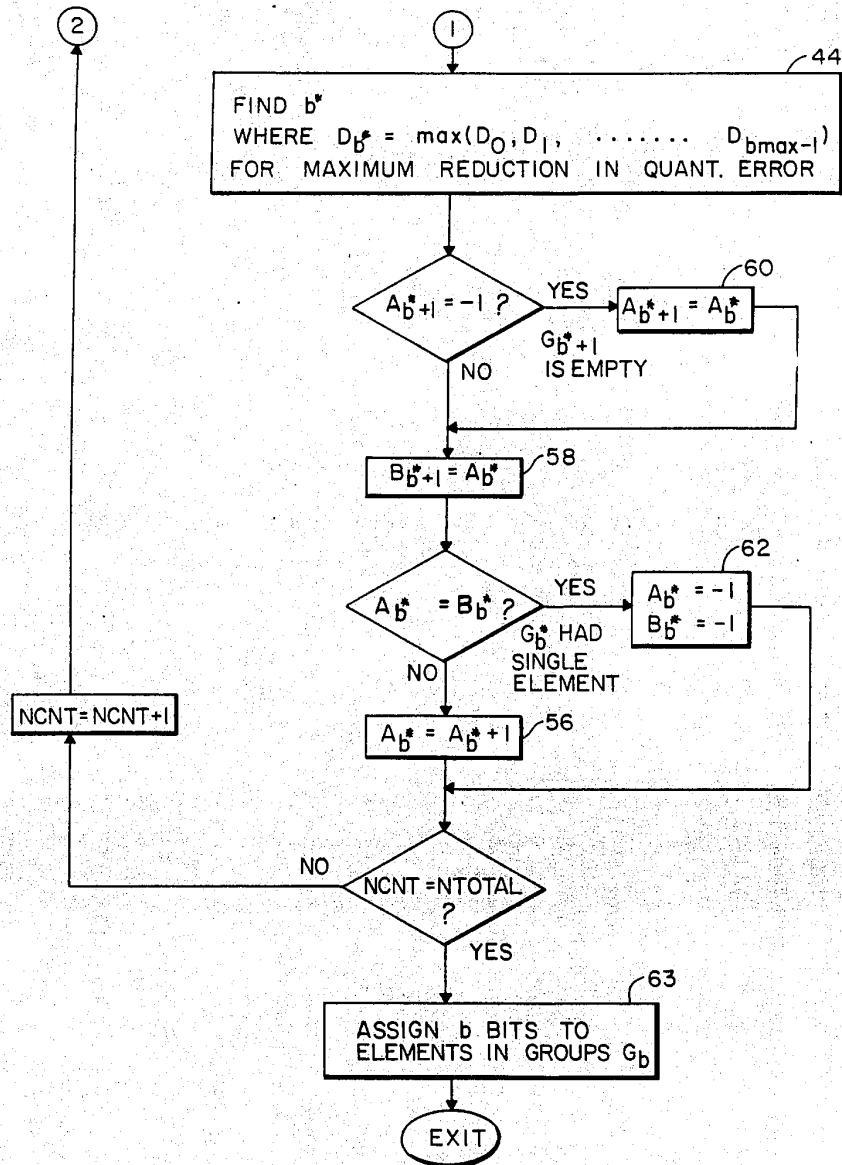 2
1
44
FIND b*
WHERE D_b* = max(D_0, D_1, ....... D_bmax-1)
FOR MAXIMUM REDUCTION IN QUANT. ERROR
60
A_b*+1 = -1 ?
YES
A_b*+1 = A_b*
G_b*+1
IS EMPTY
NO
58
B_b*+1 = A_b*
62
A_b* = B_b* ?
YES
A_b* = -1
B_b* = -1
G_b* HAD
SINGLE
ELEMENT
NO
NCNT=NCNT+1
56
A_b* = A_b*+1
NO
NCNT=NTOTAL
?
YES
63
ASSIGN b BITS TO
ELEMENTS IN GROUPS G_b
EXIT